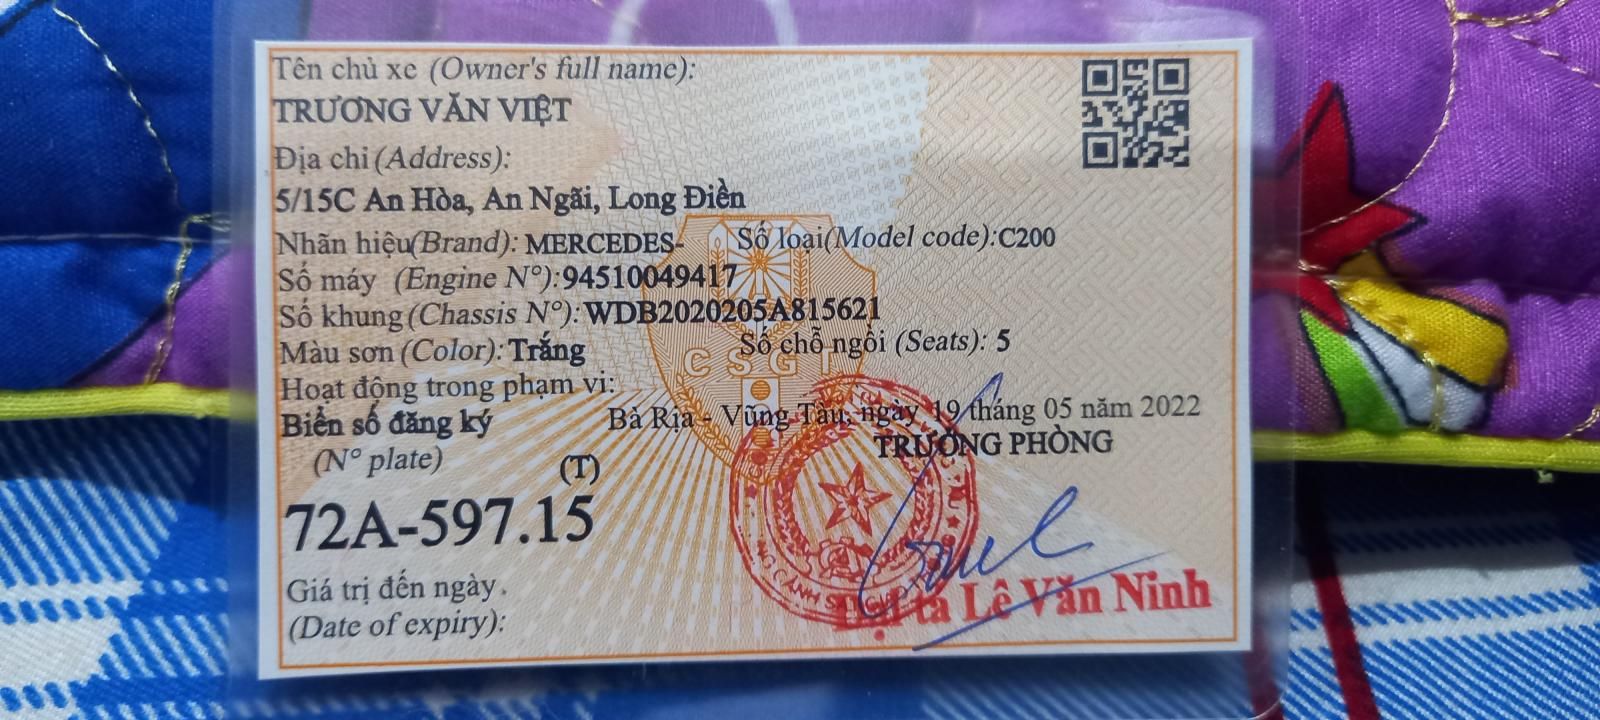 Tên chủ xe (Owner's full name):
TRƯƠNG VĂN VIỆT
Địa chỉ (Address):
5/15C An Hòa, An Ngãi, Long Điền
Nhãn hiệu(Brand): MERCEDES- Số loại(Model code):C200
Số máy (Engine N°):94510049417
Số khung(Chassis N°): WDB2020205A815621
Màu sơn (Color): Trắng Số chỗ ngồi (Seats): 5
CSGT
Hoạt động trong phạm vi:
Biển số đăng ký Bà Rịa - Vũng Tàu, ngày 19 tháng 05 năm 2022
(N° plate) (T) TRƯỞNG PHÒNG
72A-597.15
Giá trị đến ngày
(Date of expiry):
Đại tá Lê Văn Ninh